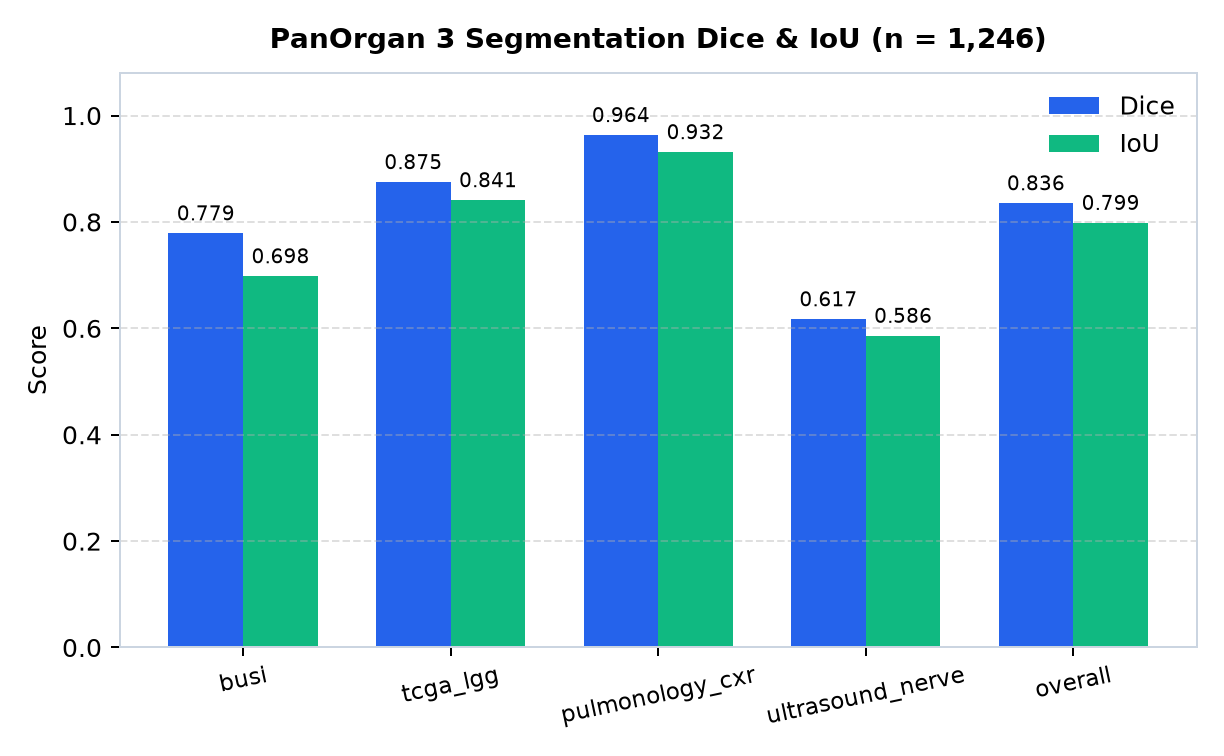 PanOrgan 3 Segmentation Dice & IoU (n = 1,246)
Dice
IoU
Score
1.0
0.8
0.6
0.4
0.2
0.0
0.779
0.698
0.875
0.841
0.964
0.932
0.617
0.586
0.836
0.799
busi
tcga_lgg
pulmonology_cxr
ultrasound_nerve
overall